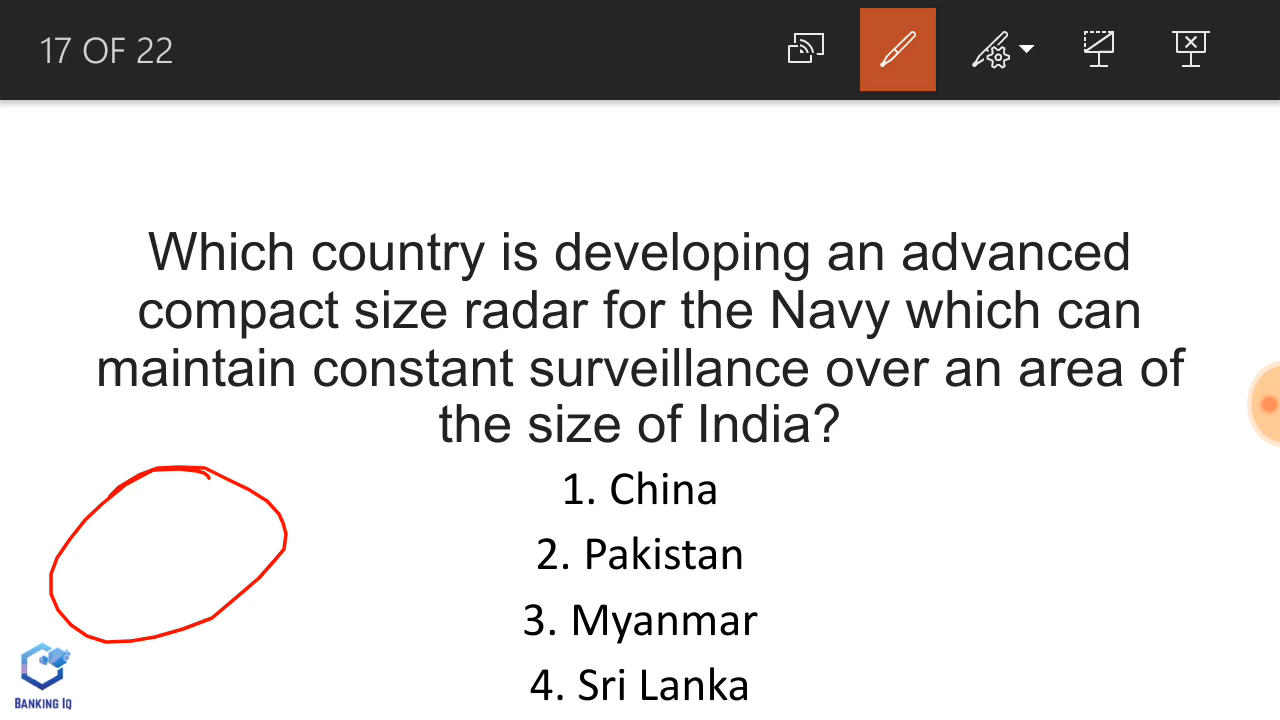 17 OF 22
Which country is developing an advanced
compact size radar for the Navy which can
maintain constant surveillance over an area of
the size of India?
1. China
2. Pakistan
3. Myanmar
4. Sri Lanka
BANKING IQ